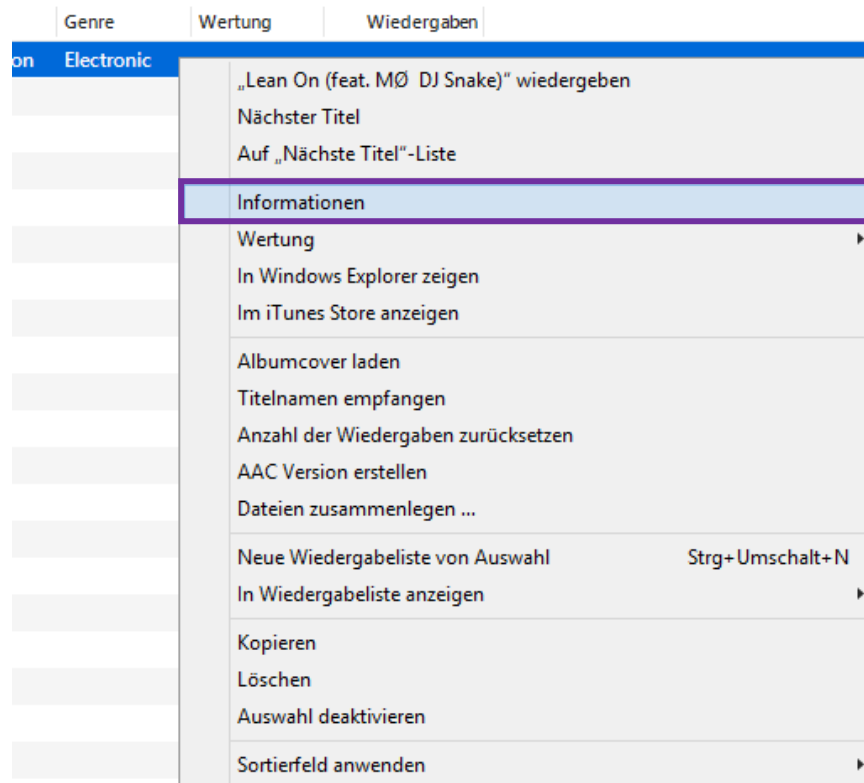 Genre Wertung Wiedergaben
on Electronic
„Lean On (feat. MØ DJ Snake)“ wiedergeben
Nächster Titel
Auf „Nächste Titel“-Liste
Informationen
Wertung
In Windows Explorer zeigen
Im iTunes Store anzeigen
Albumcover laden
Titelnamen empfangen
Anzahl der Wiedergaben zurücksetzen
AAC Version erstellen
Dateien zusammenlegen ...
Neue Wiedergabeliste von Auswahl Strg+Umschalt+N
In Wiedergabeliste anzeigen
Kopieren
Löschen
Auswahl deaktivieren
Sortierfeld anwenden